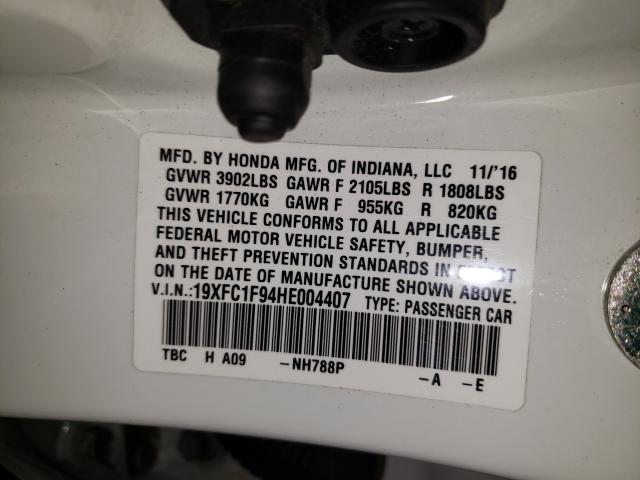 MFD. BY HONDA MFG. OF INDIANA, LLC 11/'16
GVWR 3902LBS GAWR F 2105LBS R 1808LBS
GVWR 1770KG GAWR F 955KG R 820KG
THIS VEHICLE CONFORMS TO ALL APPLICABLE
FEDERAL MOTOR VEHICLE SAFETY, BUMPER,
AND THEFT PREVENTION STANDARDS IN EFFECT
ON THE DATE OF MANUFACTURE SHOWN ABOVE.
V.I.N.:19XFC1F94HE004407 TYPE: PASSENGER CAR
TBC H A09 -NH788P -A -E